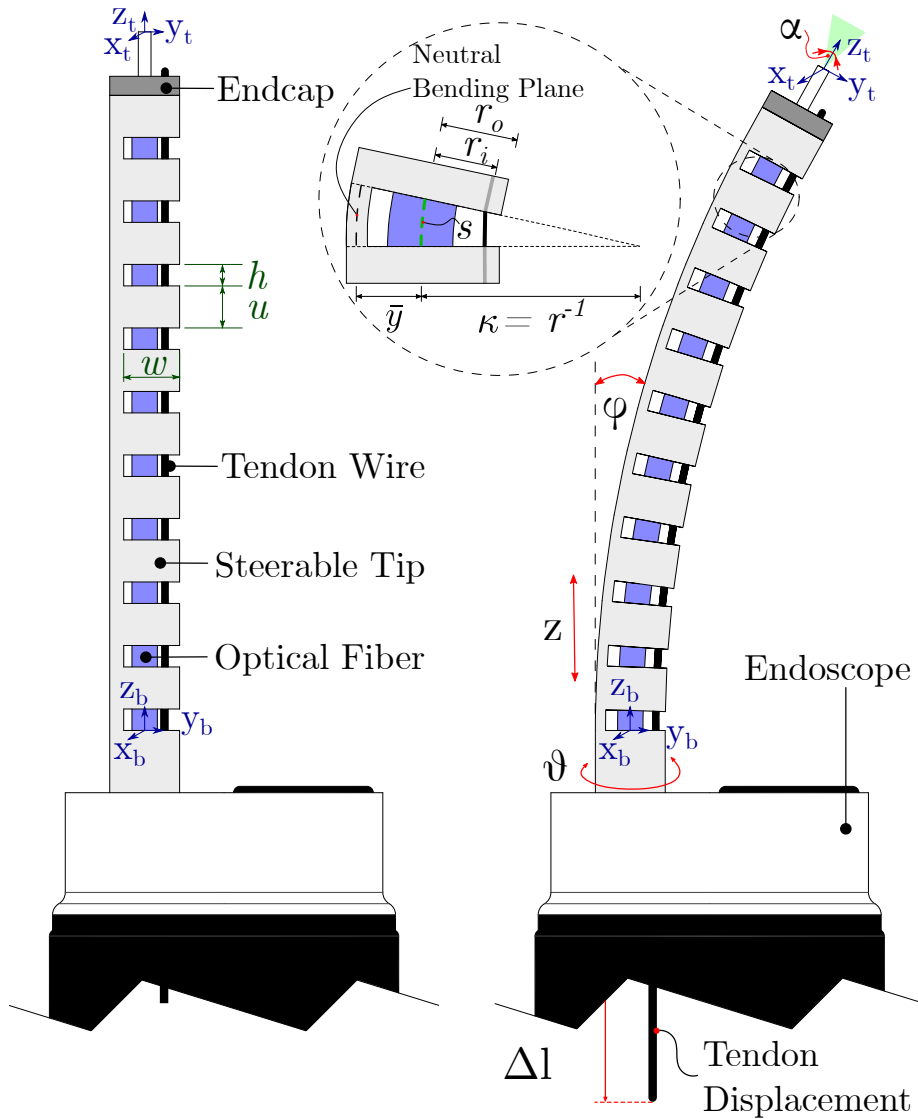 z_t
y_t
x_t
Endcap
h
u
w
Tendon Wire
Steerable Tip
Optical Fiber
z_b
y_b
x_b
Neutral
Bending Plane
r_o
r_i
s
ȳ
κ = r^-1
α
z_t
x_t
y_t
φ
z
z_b
y_b
x_b
ϑ
Endoscope
Δl
Tendon
Displacement